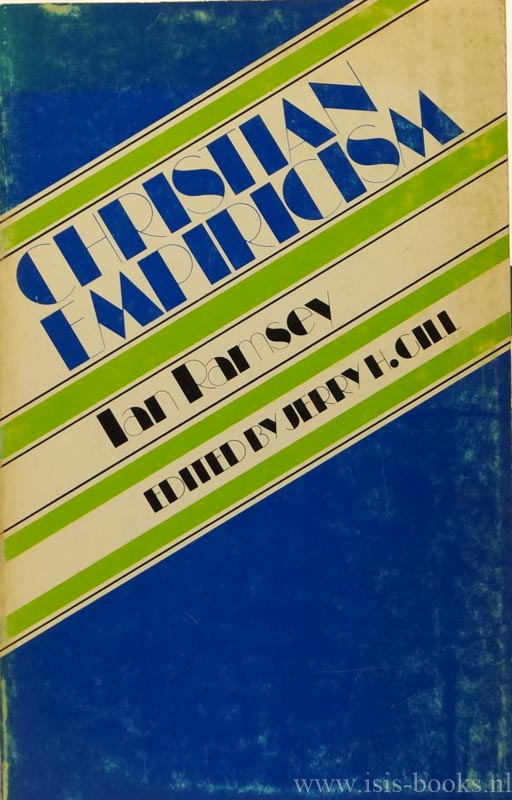 CHRISTIAN
EMPIRICISM
Ian Ramsey
EDITED BY JERRY H. GILL
www.isis-books.nl